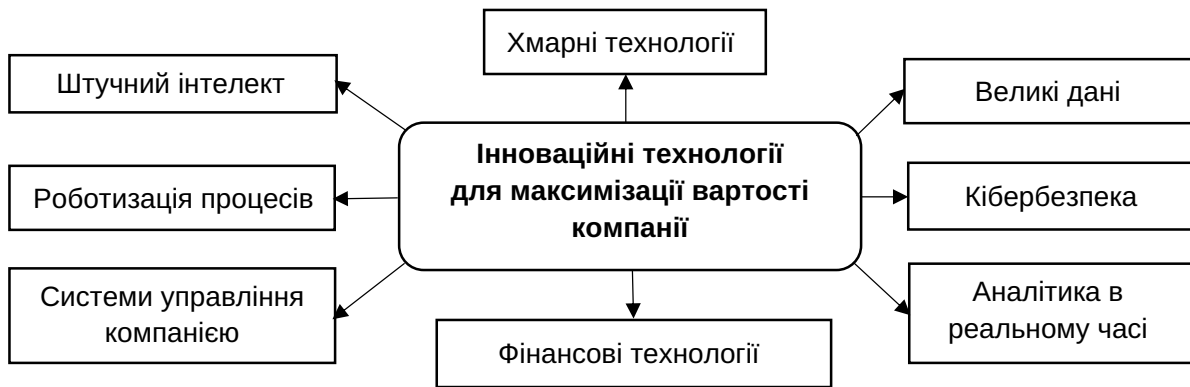 Хмарні технології
Штучний інтелект
Великі дані
Інноваційні технології
для максимізації вартості
компанії
Роботизація процесів
Кібербезпека
Системи управління
компанією
Аналітика в
реальному часі
Фінансові технології